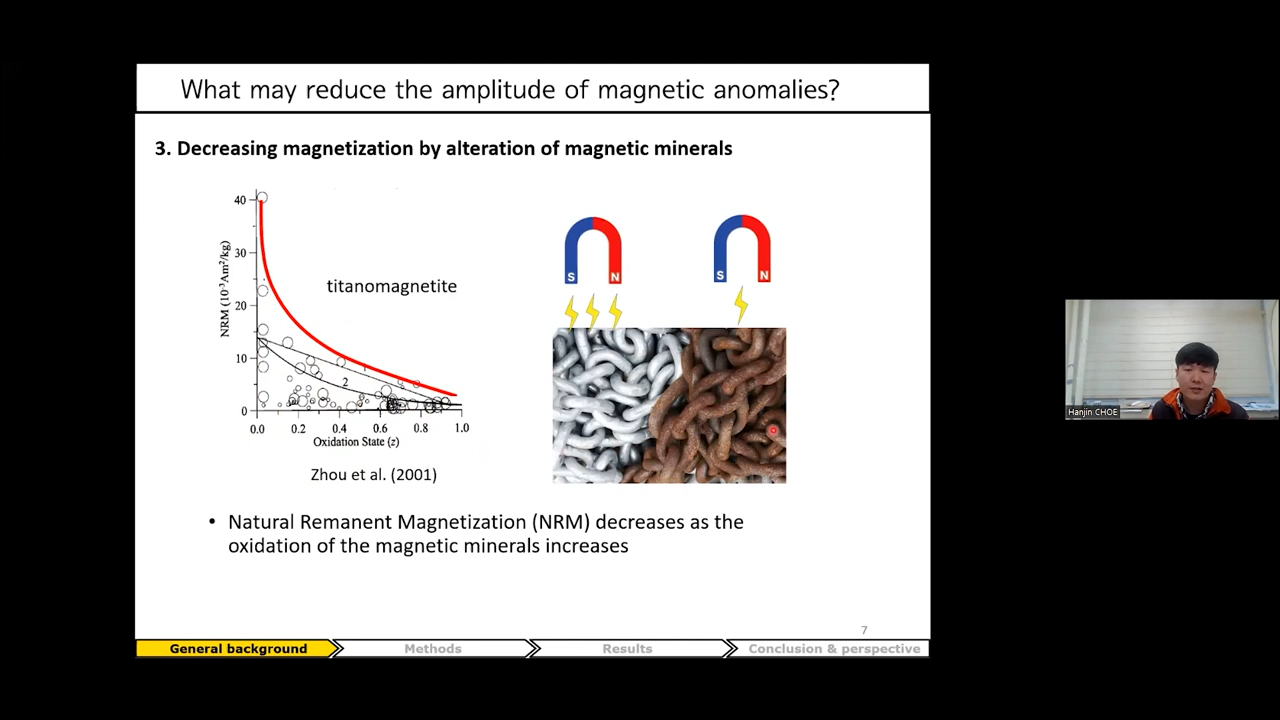 What may reduce the amplitude of magnetic anomalies?
3. Decreasing magnetization by alteration of magnetic minerals
40
30
20
10
0
NRM (10⁻³Am²/kg)
titanomagnetite
1
2
0.0 0.2 0.4 0.6 0.8 1.0
Oxidation State (z)
Zhou et al. (2001)
S N
S N
Hanjin CHOE
• Natural Remanent Magnetization (NRM) decreases as the
oxidation of the magnetic minerals increases
7
General background Methods Results Conclusion & perspective